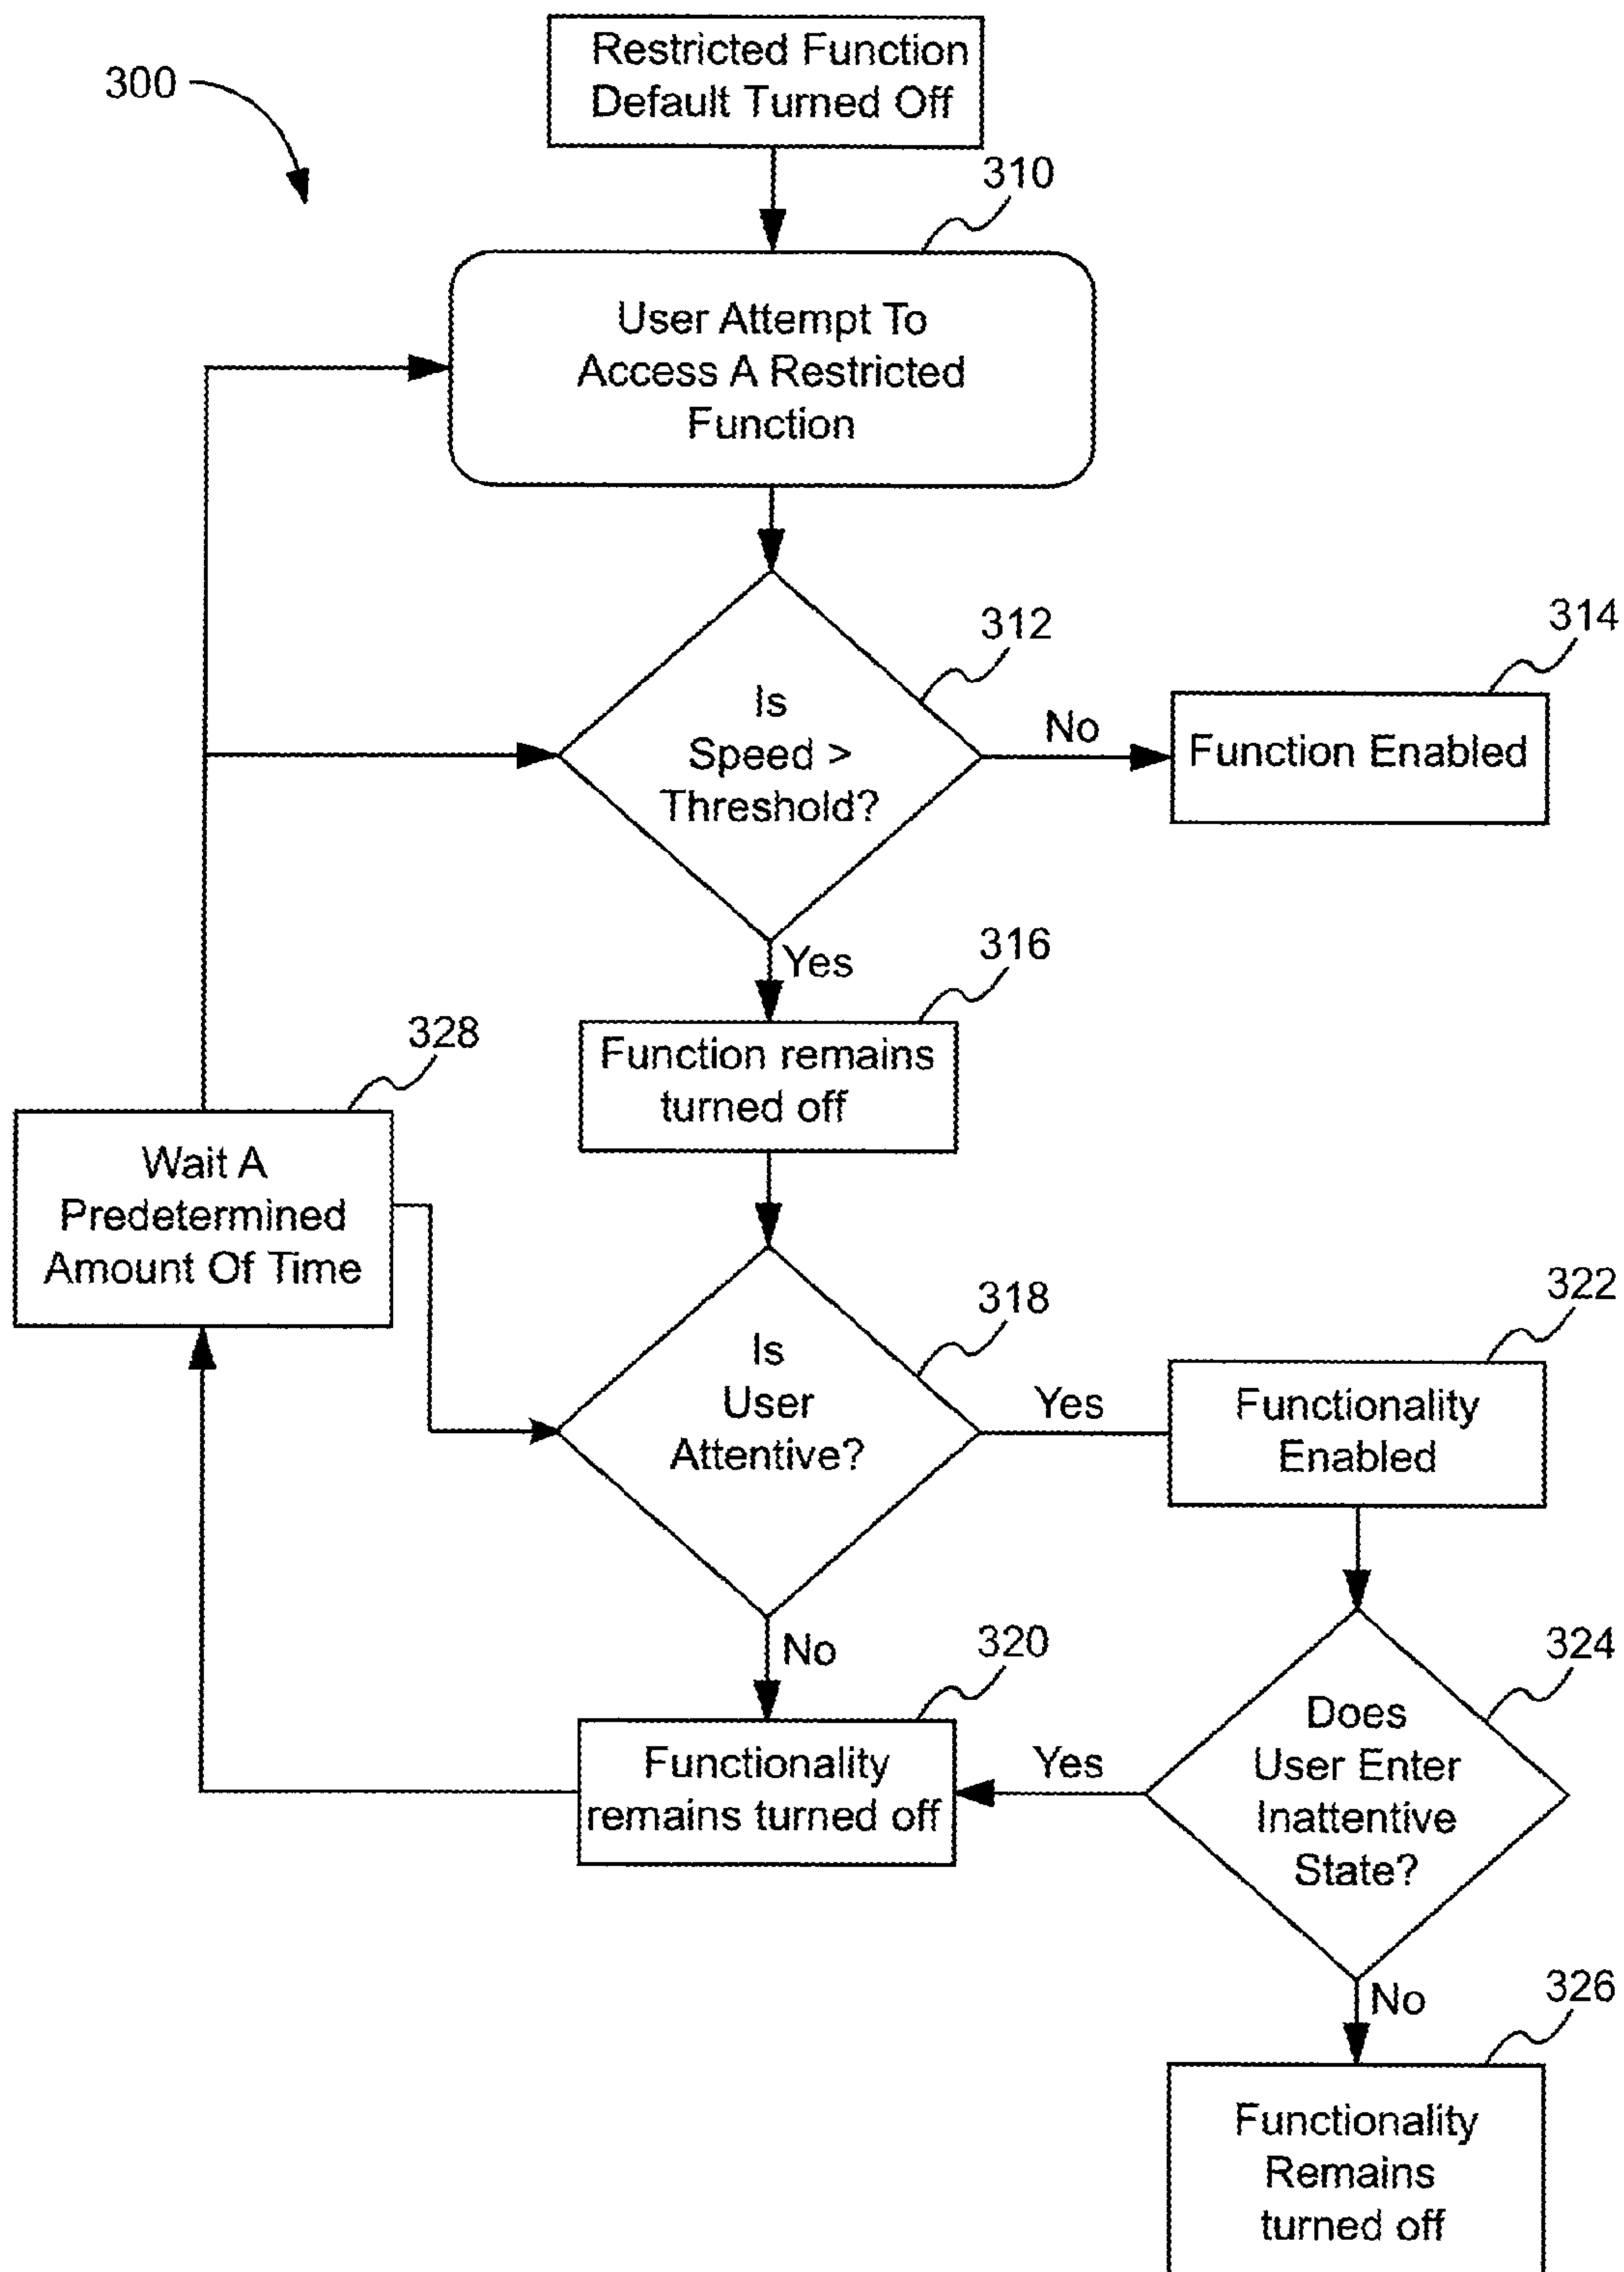 Restricted Function
Default Turned Off
300
310
User Attempt To
Access A Restricted
Function
312
Is
Speed >
Threshold?
No
314
Function Enabled
Yes
316
Function remains
turned off
328
Wait A
Predetermined
Amount Of Time
318
Is
User
Attentive?
Yes
322
Functionality
Enabled
No
320
Functionality
remains turned off
Yes
324
Does
User Enter
Inattentive
State?
No
326
Functionality
Remains
turned off